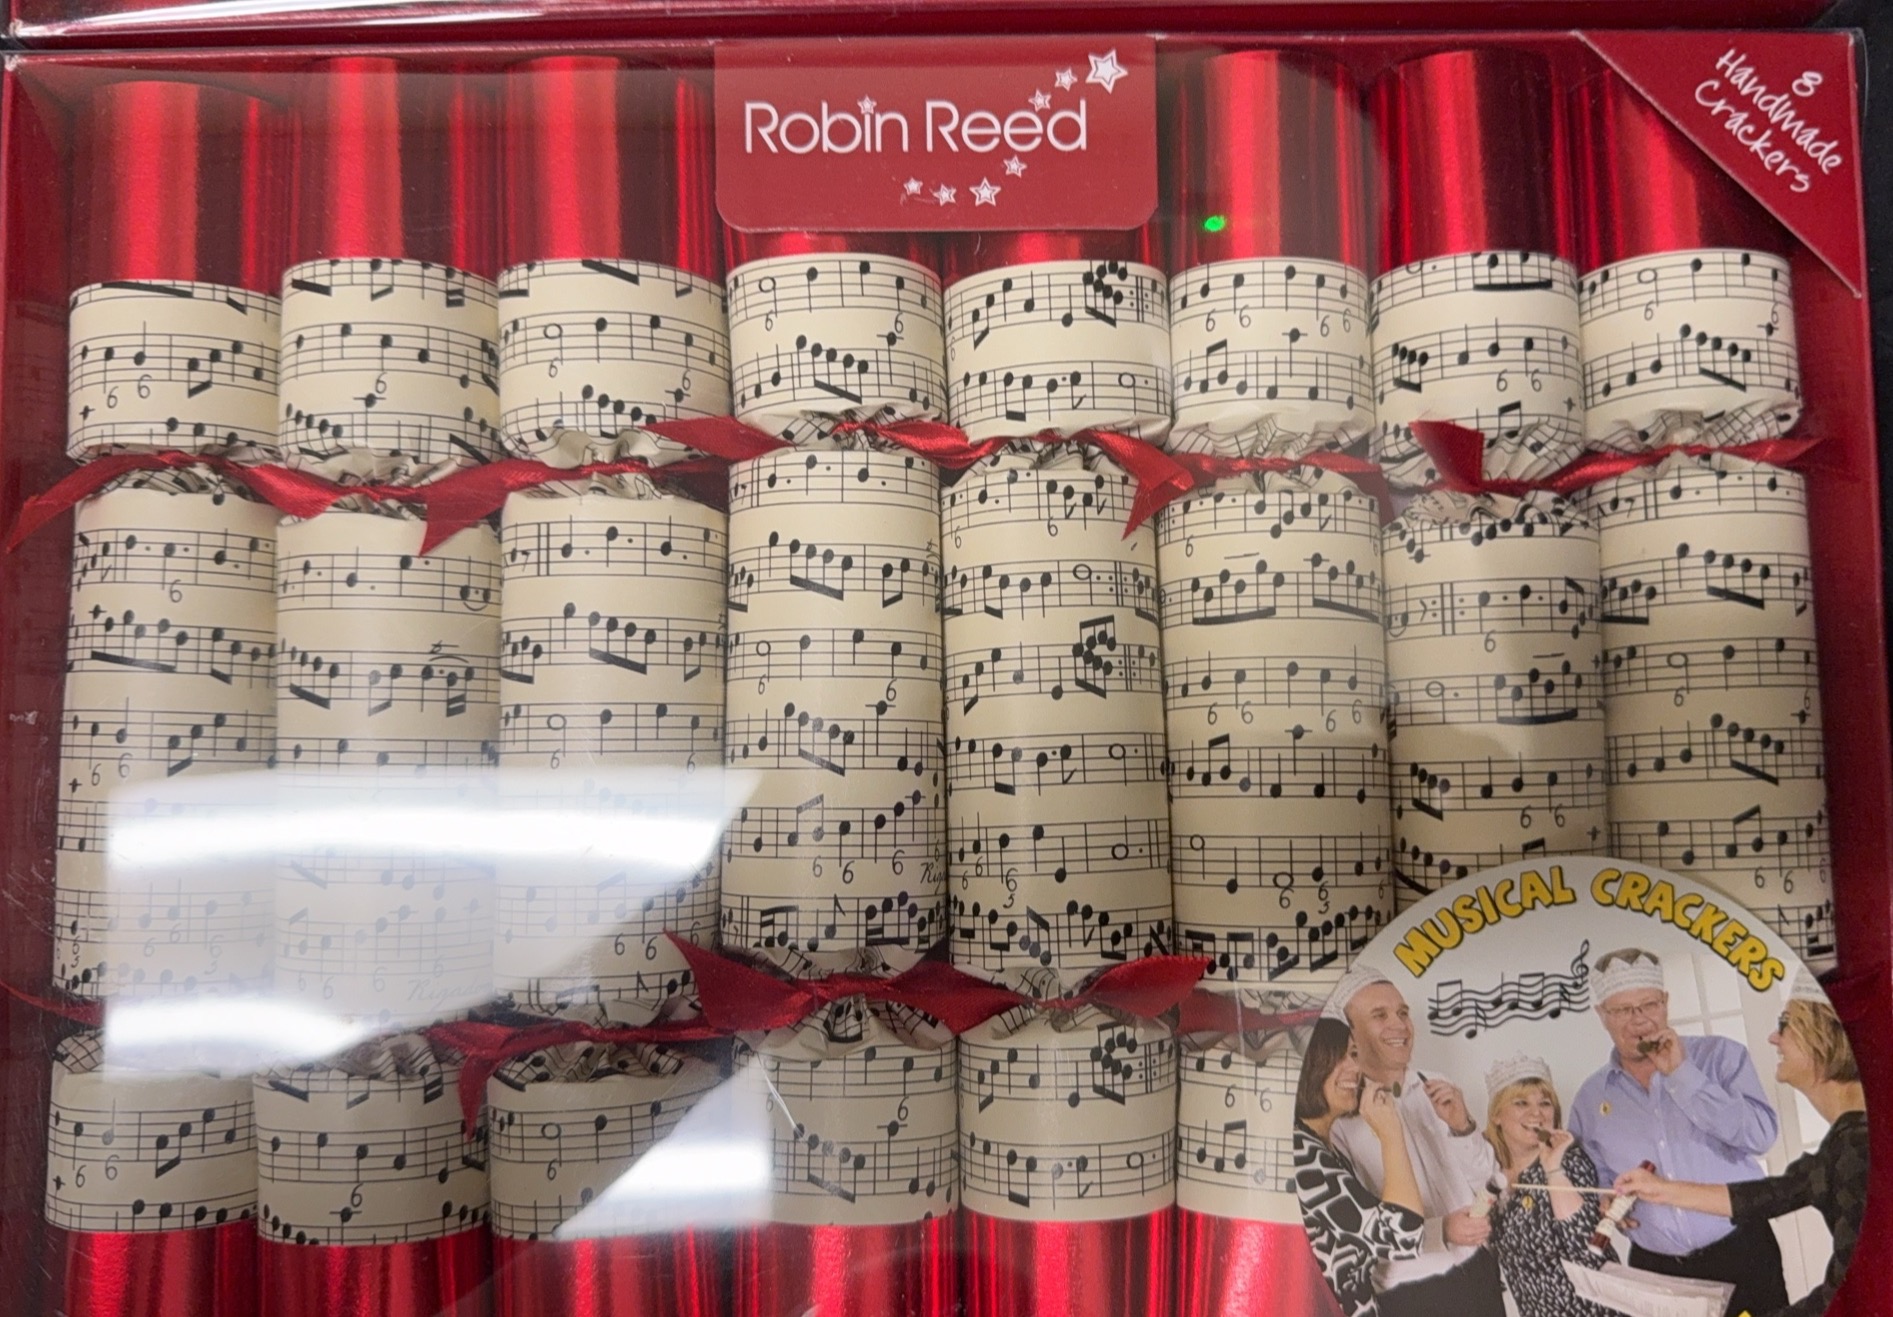 Robin Reed
8
Handmade
Crackers
MUSICAL CRACKERS